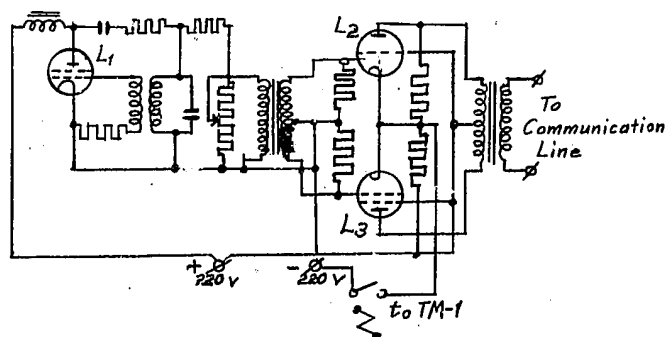 L1
L2
L3
To
Communication
Line
+
220 V
-
220 V
to TM-1